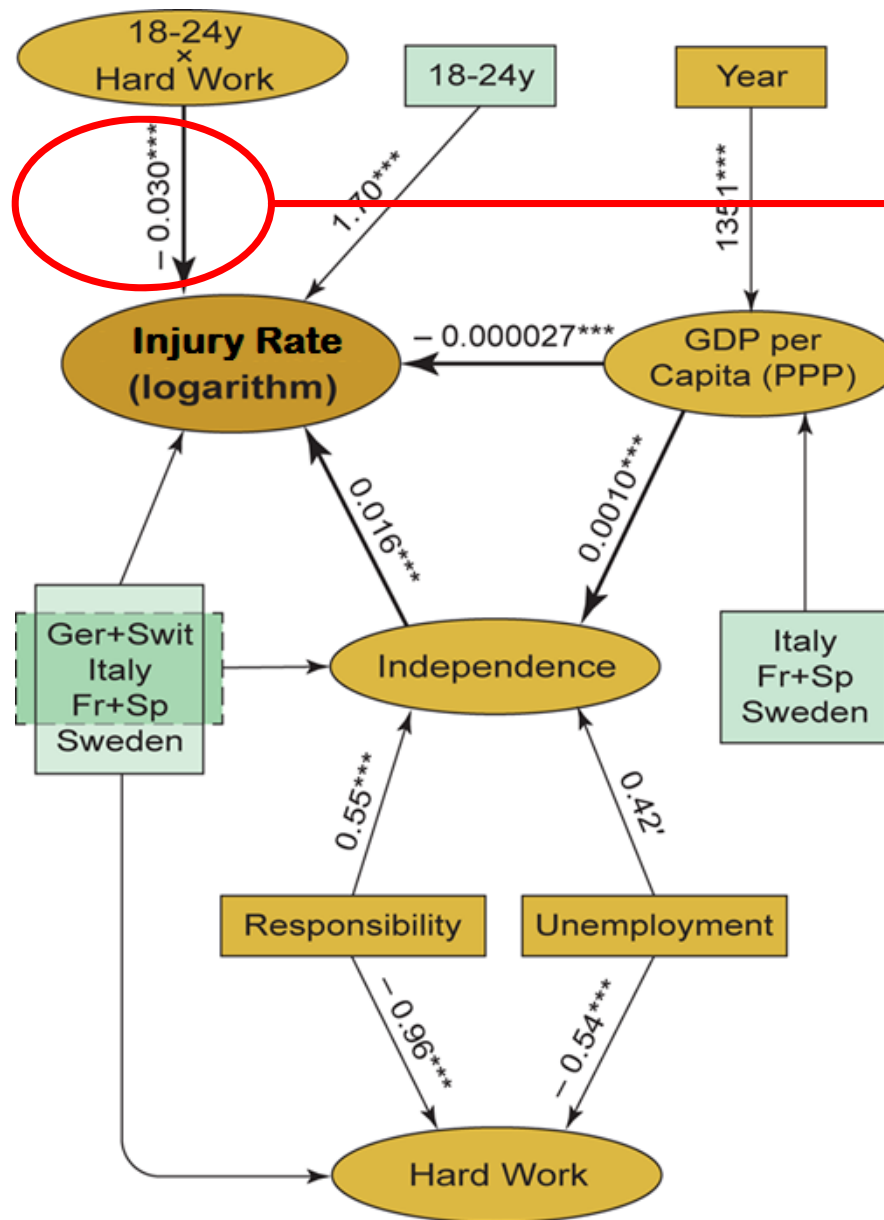 18-24y
×
Hard Work
18-24y
Year
– 0.030***
1.70***
1351***
Injury Rate
(logarithm)
– 0.000027***
GDP per
Capita (PPP)
0.016***
0.0010***
Ger+Swit
Italy
Fr+Sp
Sweden
Independence
Italy
Fr+Sp
Sweden
0.55***
0.42'
Responsibility
Unemployment
– 0.96***
– 0.54***
Hard Work